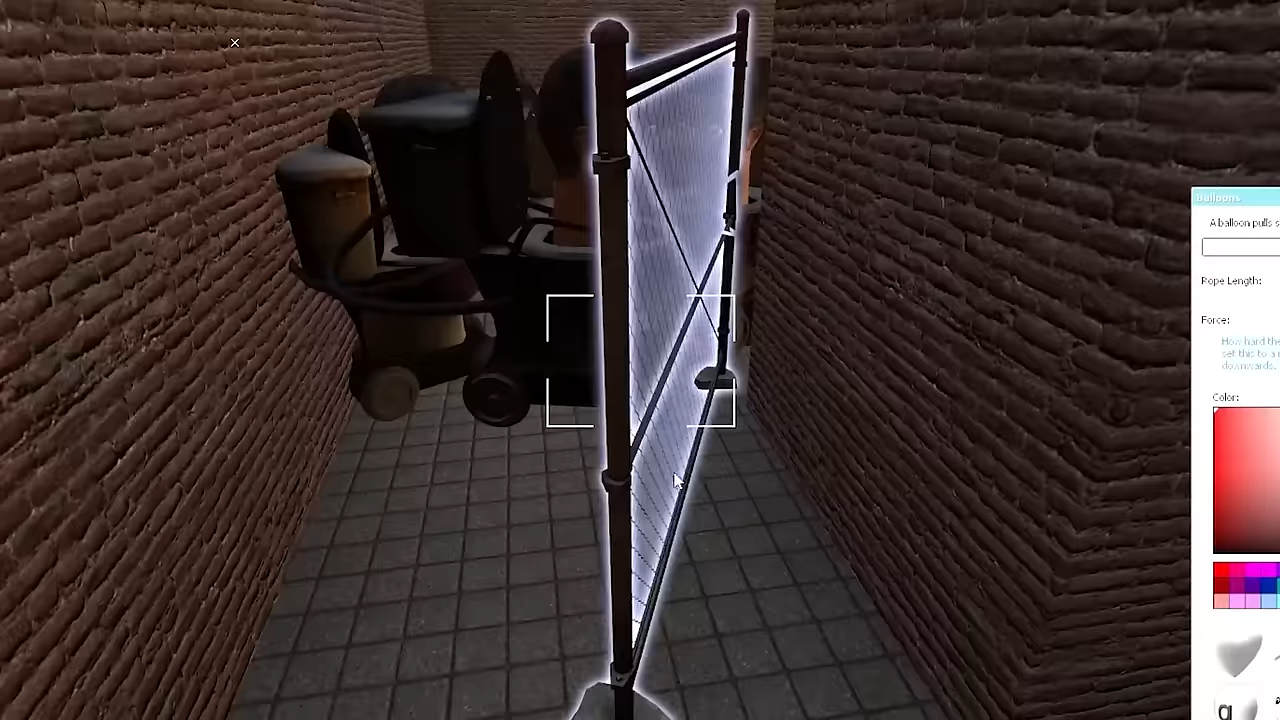 Balloons
A balloon pulls s
Rope Length:
Force:
How hard the
set this to a
downwards.
Color: